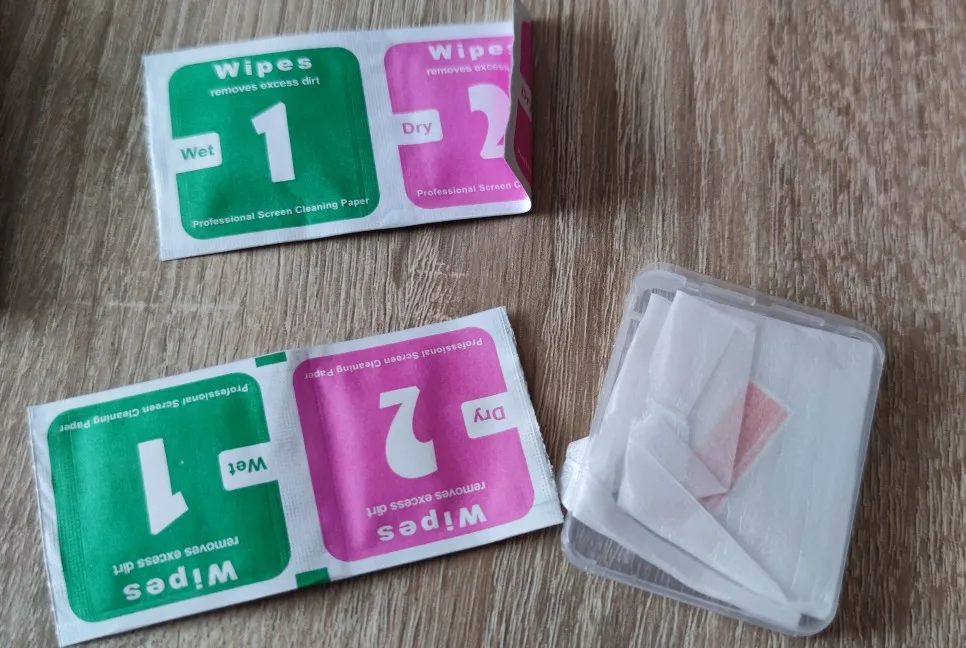 Wipes
removes excess dirt
1
Wet
Professional Screen Cleaning Paper
Wipes
removes excess
2
Dry
Professional Screen C
Wipes
removes excess dirt
1
Wet
Professional Screen Cleaning Paper
Wipes
removes excess dirt
2
Dry
Professional Screen Cleaning Paper